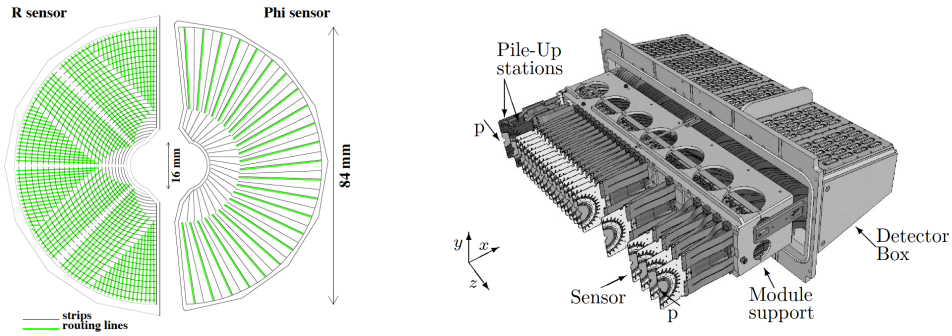 R sensor
Phi sensor
16 mm
84 mm
strips
routing lines
Pile-Up
stations
p
y
x
z
Sensor
p
Module
support
Detector
Box